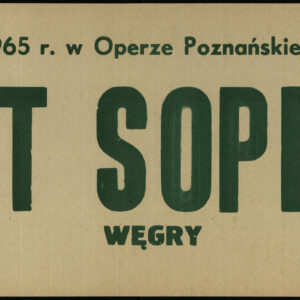 965 r. w Operze Poznańskie
T SOP
WĘGRY